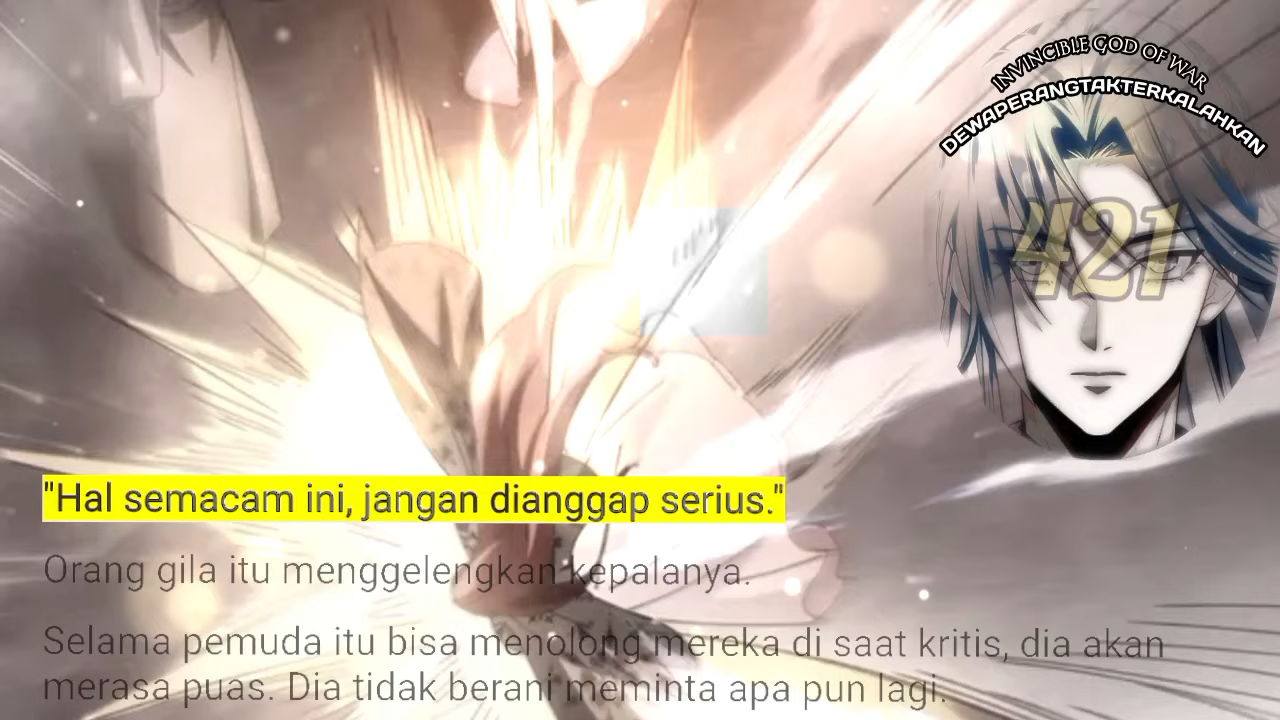 INVINCIBLE GOD OF WAR
DEWAPERANGTAKTERKALAHKAN
421
"Hal semacam ini, jangan dianggap serius."
Orang gila itu menggelengkan kepalanya.
Selama pemuda itu bisa menolong mereka di saat kritis, dia akan
merasa puas. Dia tidak berani meminta apa pun lagi.